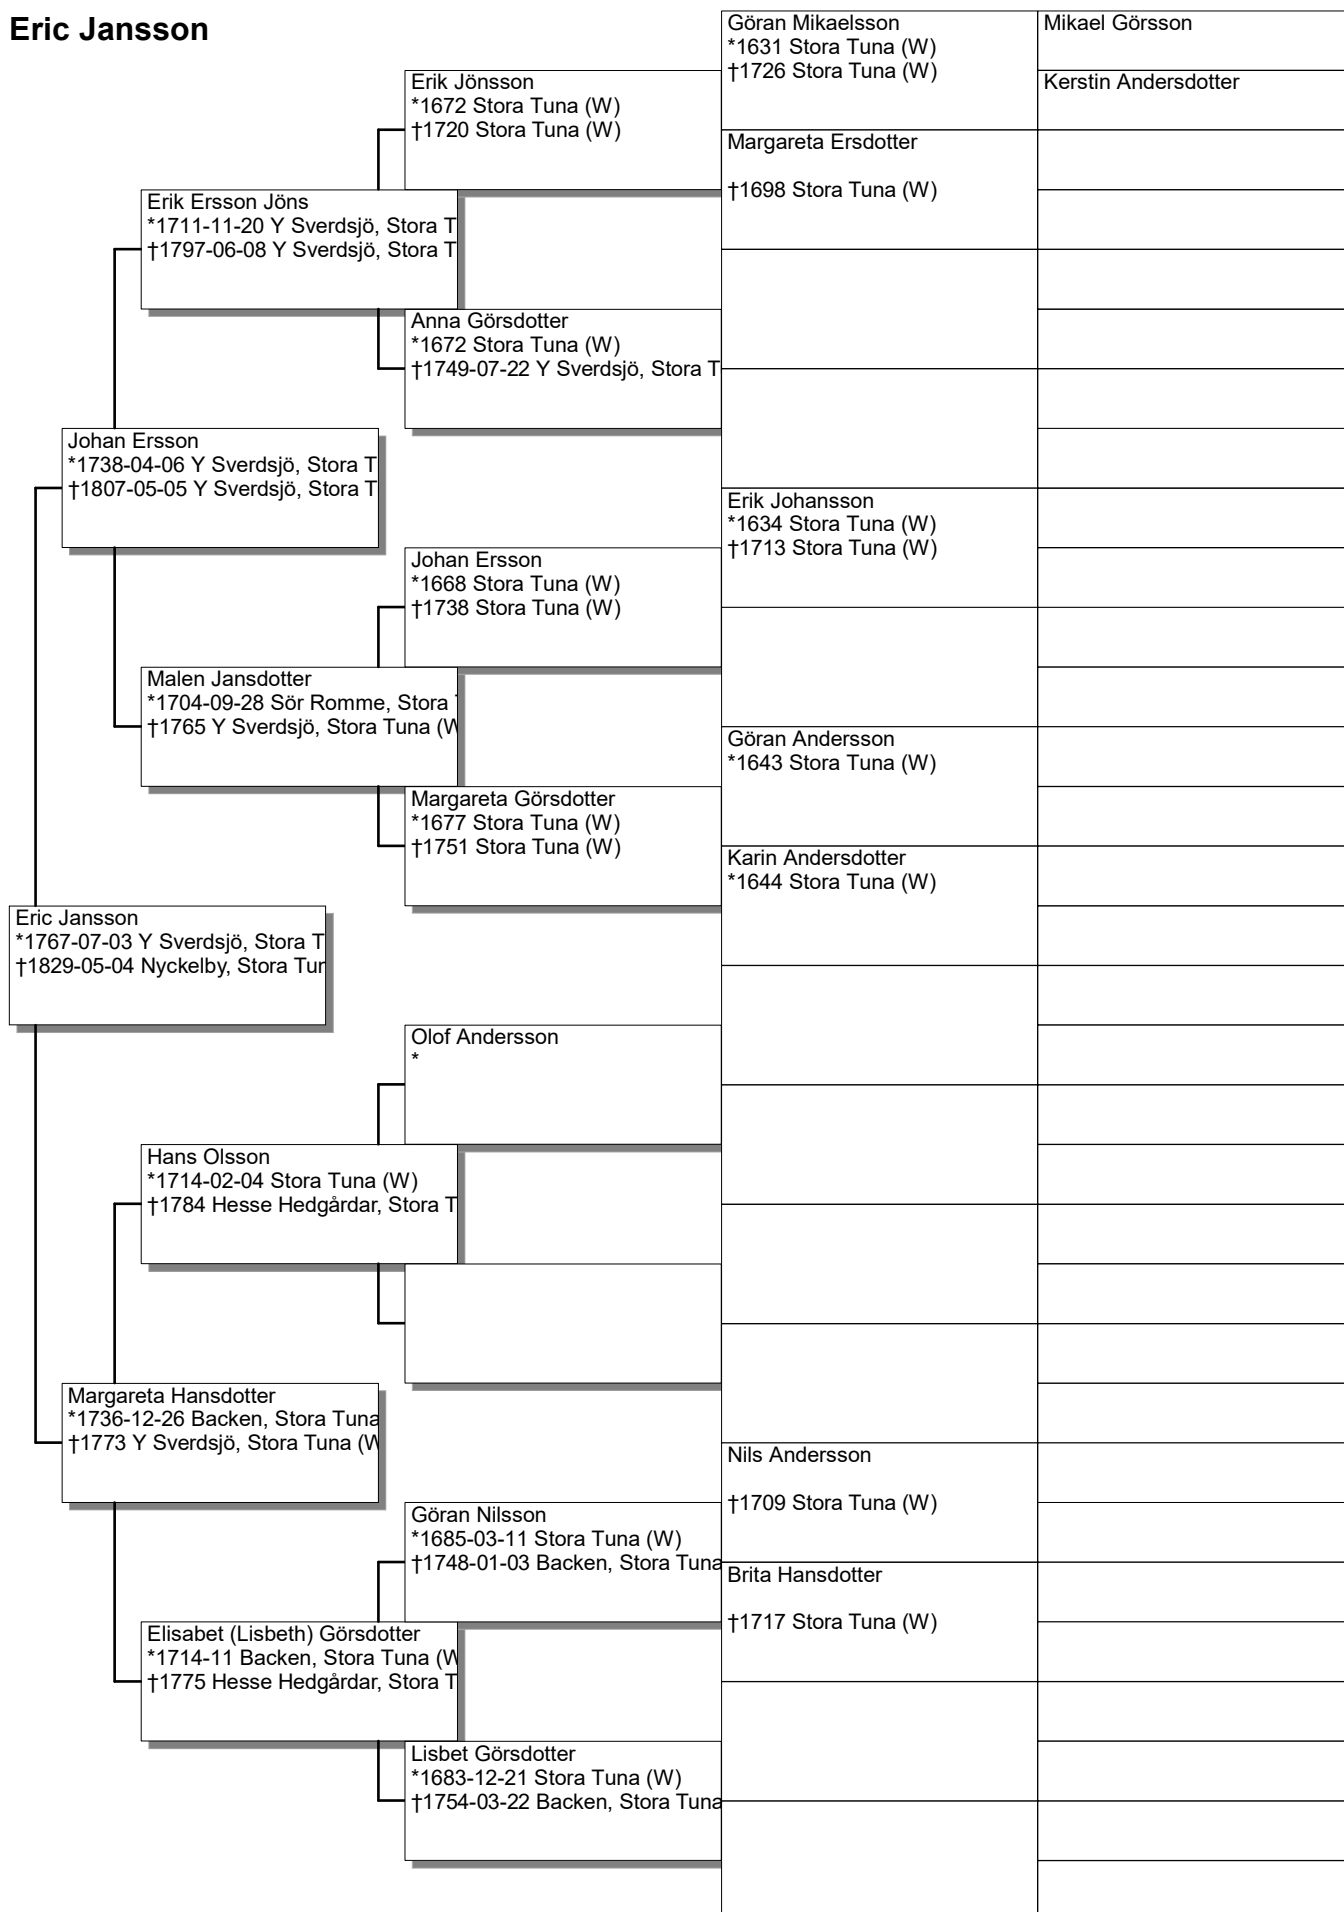 Eric Jansson
Göran Mikaelsson
*1631 Stora Tuna (W)
†1726 Stora Tuna (W)
Mikael Görsson
Kerstin Andersdotter
Erik Jönsson
*1672 Stora Tuna (W)
†1720 Stora Tuna (W)
Margareta Ersdotter
†1698 Stora Tuna (W)
Erik Ersson Jöns
*1711-11-20 Y Sverdsjö, Stora T
†1797-06-08 Y Sverdsjö, Stora T
Anna Görsdotter
*1672 Stora Tuna (W)
†1749-07-22 Y Sverdsjö, Stora T
Johan Ersson
*1738-04-06 Y Sverdsjö, Stora T
†1807-05-05 Y Sverdsjö, Stora T
Erik Johansson
*1634 Stora Tuna (W)
†1713 Stora Tuna (W)
Johan Ersson
*1668 Stora Tuna (W)
†1738 Stora Tuna (W)
Malen Jansdotter
*1704-09-28 Sör Romme, Stora
†1765 Y Sverdsjö, Stora Tuna (W
Göran Andersson
*1643 Stora Tuna (W)
Margareta Görsdotter
*1677 Stora Tuna (W)
†1751 Stora Tuna (W)
Karin Andersdotter
*1644 Stora Tuna (W)
Eric Jansson
*1767-07-03 Y Sverdsjö, Stora T
†1829-05-04 Nyckelby, Stora Tun
Olof Andersson
*
Hans Olsson
*1714-02-04 Stora Tuna (W)
†1784 Hesse Hedgårdar, Stora T
Margareta Hansdotter
*1736-12-26 Backen, Stora Tuna
†1773 Y Sverdsjö, Stora Tuna (W
Nils Andersson
†1709 Stora Tuna (W)
Göran Nilsson
*1685-03-11 Stora Tuna (W)
†1748-01-03 Backen, Stora Tuna
Brita Hansdotter
†1717 Stora Tuna (W)
Elisabet (Lisbeth) Görsdotter
*1714-11 Backen, Stora Tuna (W
†1775 Hesse Hedgårdar, Stora T
Lisbet Görsdotter
*1683-12-21 Stora Tuna (W)
†1754-03-22 Backen, Stora Tuna